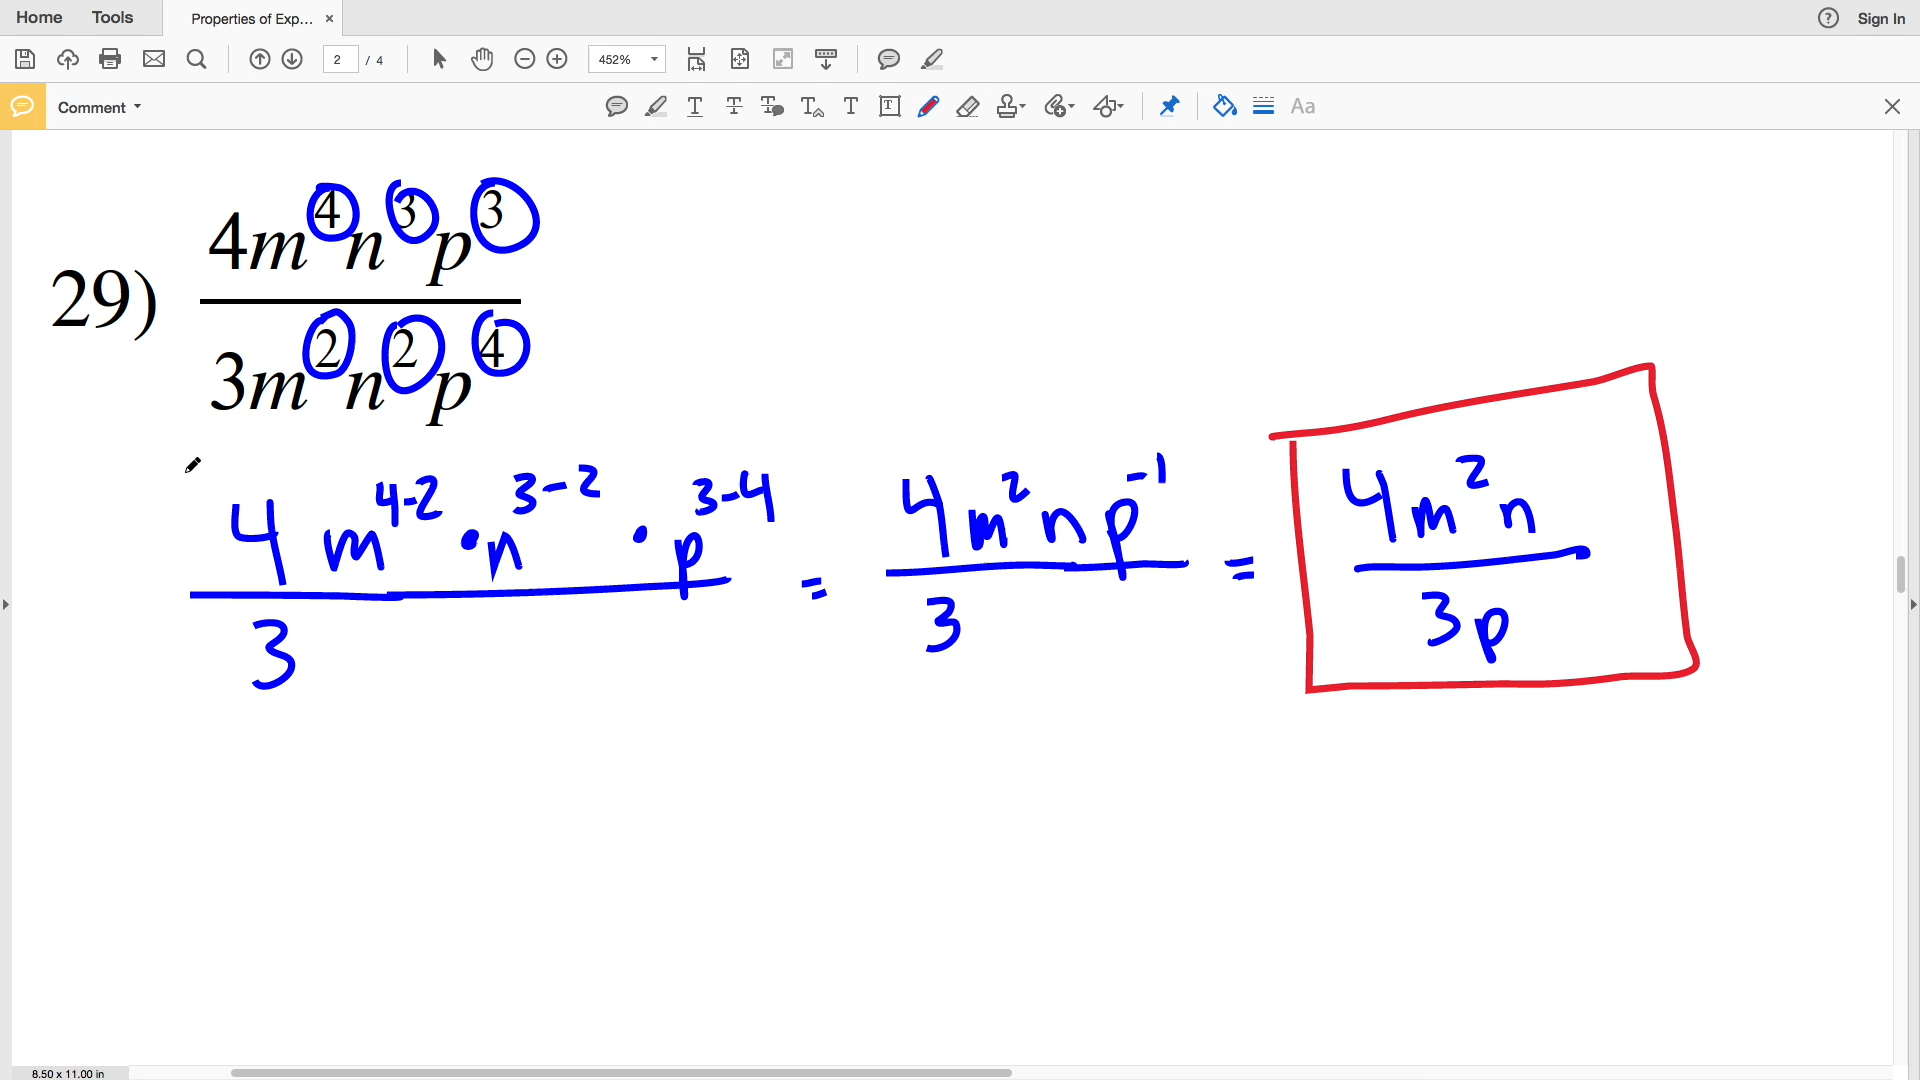 Home Tools Properties of Exp... × ? Sign In
2 / 4 452%
Comment T T T T T T Aa
29) 4m⁴n³p³
3m²n²p⁴
4 m⁴⁻² · n³⁻² · p³⁻⁴ = 4m²np⁻¹ = 4m²n
3 3 3p
8.50 x 11.00 in